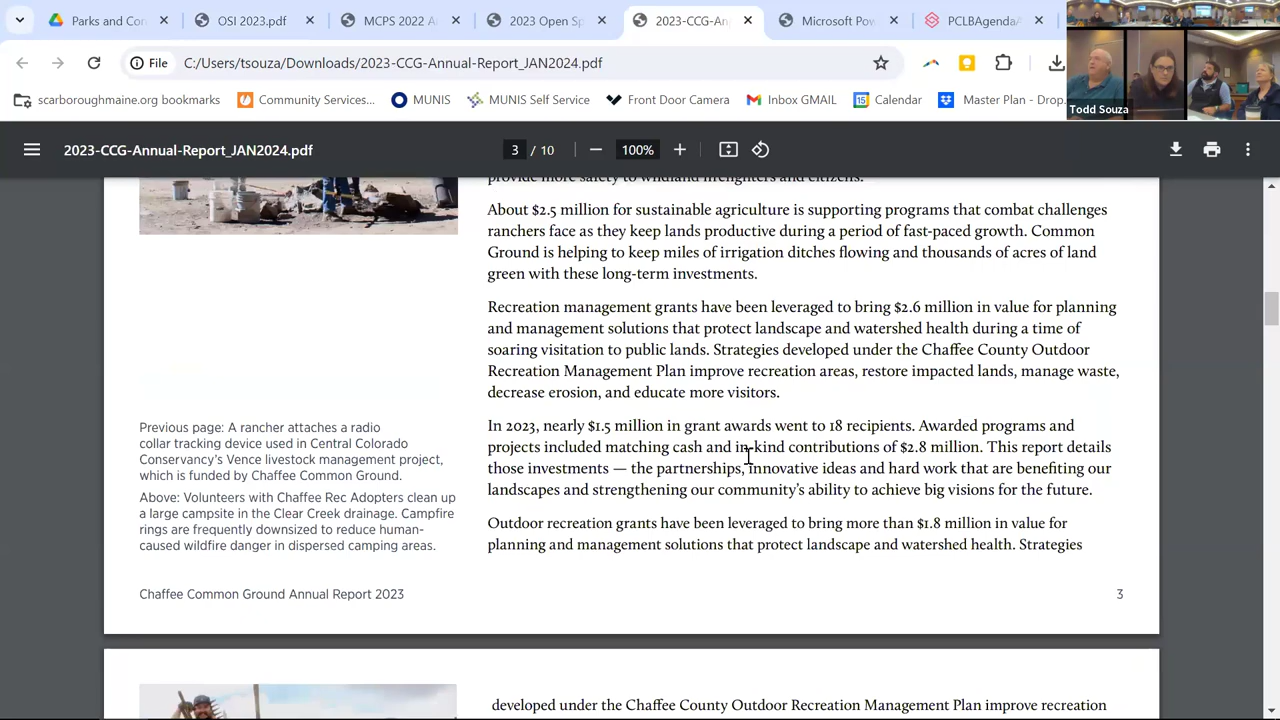 Parks and Con
OSI 2023.pdf
MCPS 2022 A
2023 Open Sp
2023-CCG-An
Microsoft Pow
PCLBAgenda
File
C:/Users/tsouza/Downloads/2023-CCG-Annual-Report_JAN2024.pdf
scarboroughmaine.org bookmarks
Community Services...
MUNIS
MUNIS Self Service
Front Door Camera
Inbox GMAIL
15
Calendar
Master Plan - Drop.
Todd Souza
2023-CCG-Annual-Report_JAN2024.pdf
3 / 10
100%
provide more safety to wildland firefighters and citizens.
About $2.5 million for sustainable agriculture is supporting programs that combat challenges
ranchers face as they keep lands productive during a period of fast-paced growth. Common
Ground is helping to keep miles of irrigation ditches flowing and thousands of acres of land
green with these long-term investments.
Recreation management grants have been leveraged to bring $2.6 million in value for planning
and management solutions that protect landscape and watershed health during a time of
soaring visitation to public lands. Strategies developed under the Chaffee County Outdoor
Recreation Management Plan improve recreation areas, restore impacted lands, manage waste,
decrease erosion, and educate more visitors.
In 2023, nearly $1.5 million in grant awards went to 18 recipients. Awarded programs and
projects included matching cash and in-kind contributions of $2.8 million. This report details
those investments — the partnerships, innovative ideas and hard work that are benefiting our
landscapes and strengthening our community's ability to achieve big visions for the future.
Outdoor recreation grants have been leveraged to bring more than $1.8 million in value for
planning and management solutions that protect landscape and watershed health. Strategies
Previous page: A rancher attaches a radio
collar tracking device used in Central Colorado
Conservancy's Vence livestock management project,
which is funded by Chaffee Common Ground.
Above: Volunteers with Chaffee Rec Adopters clean up
a large campsite in the Clear Creek drainage. Campfire
rings are frequently downsized to reduce human-
caused wildfire danger in dispersed camping areas.
Chaffee Common Ground Annual Report 2023
3
developed under the Chaffee County Outdoor Recreation Management Plan improve recreation